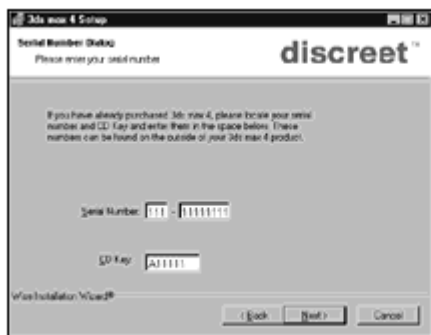 3ds max 4 Setup
Serial Number Dialog
Please enter your serial number
discreet™
If you have already purchased 3ds max 4, please locate your serial
number and CD Key and enter them in the space below. These
numbers can be found on the outside of your 3ds max 4 product.
Serial Number: 111 - 11111111
CD Key: A11111
Wise Installation Wizard®
< Back Next > Cancel